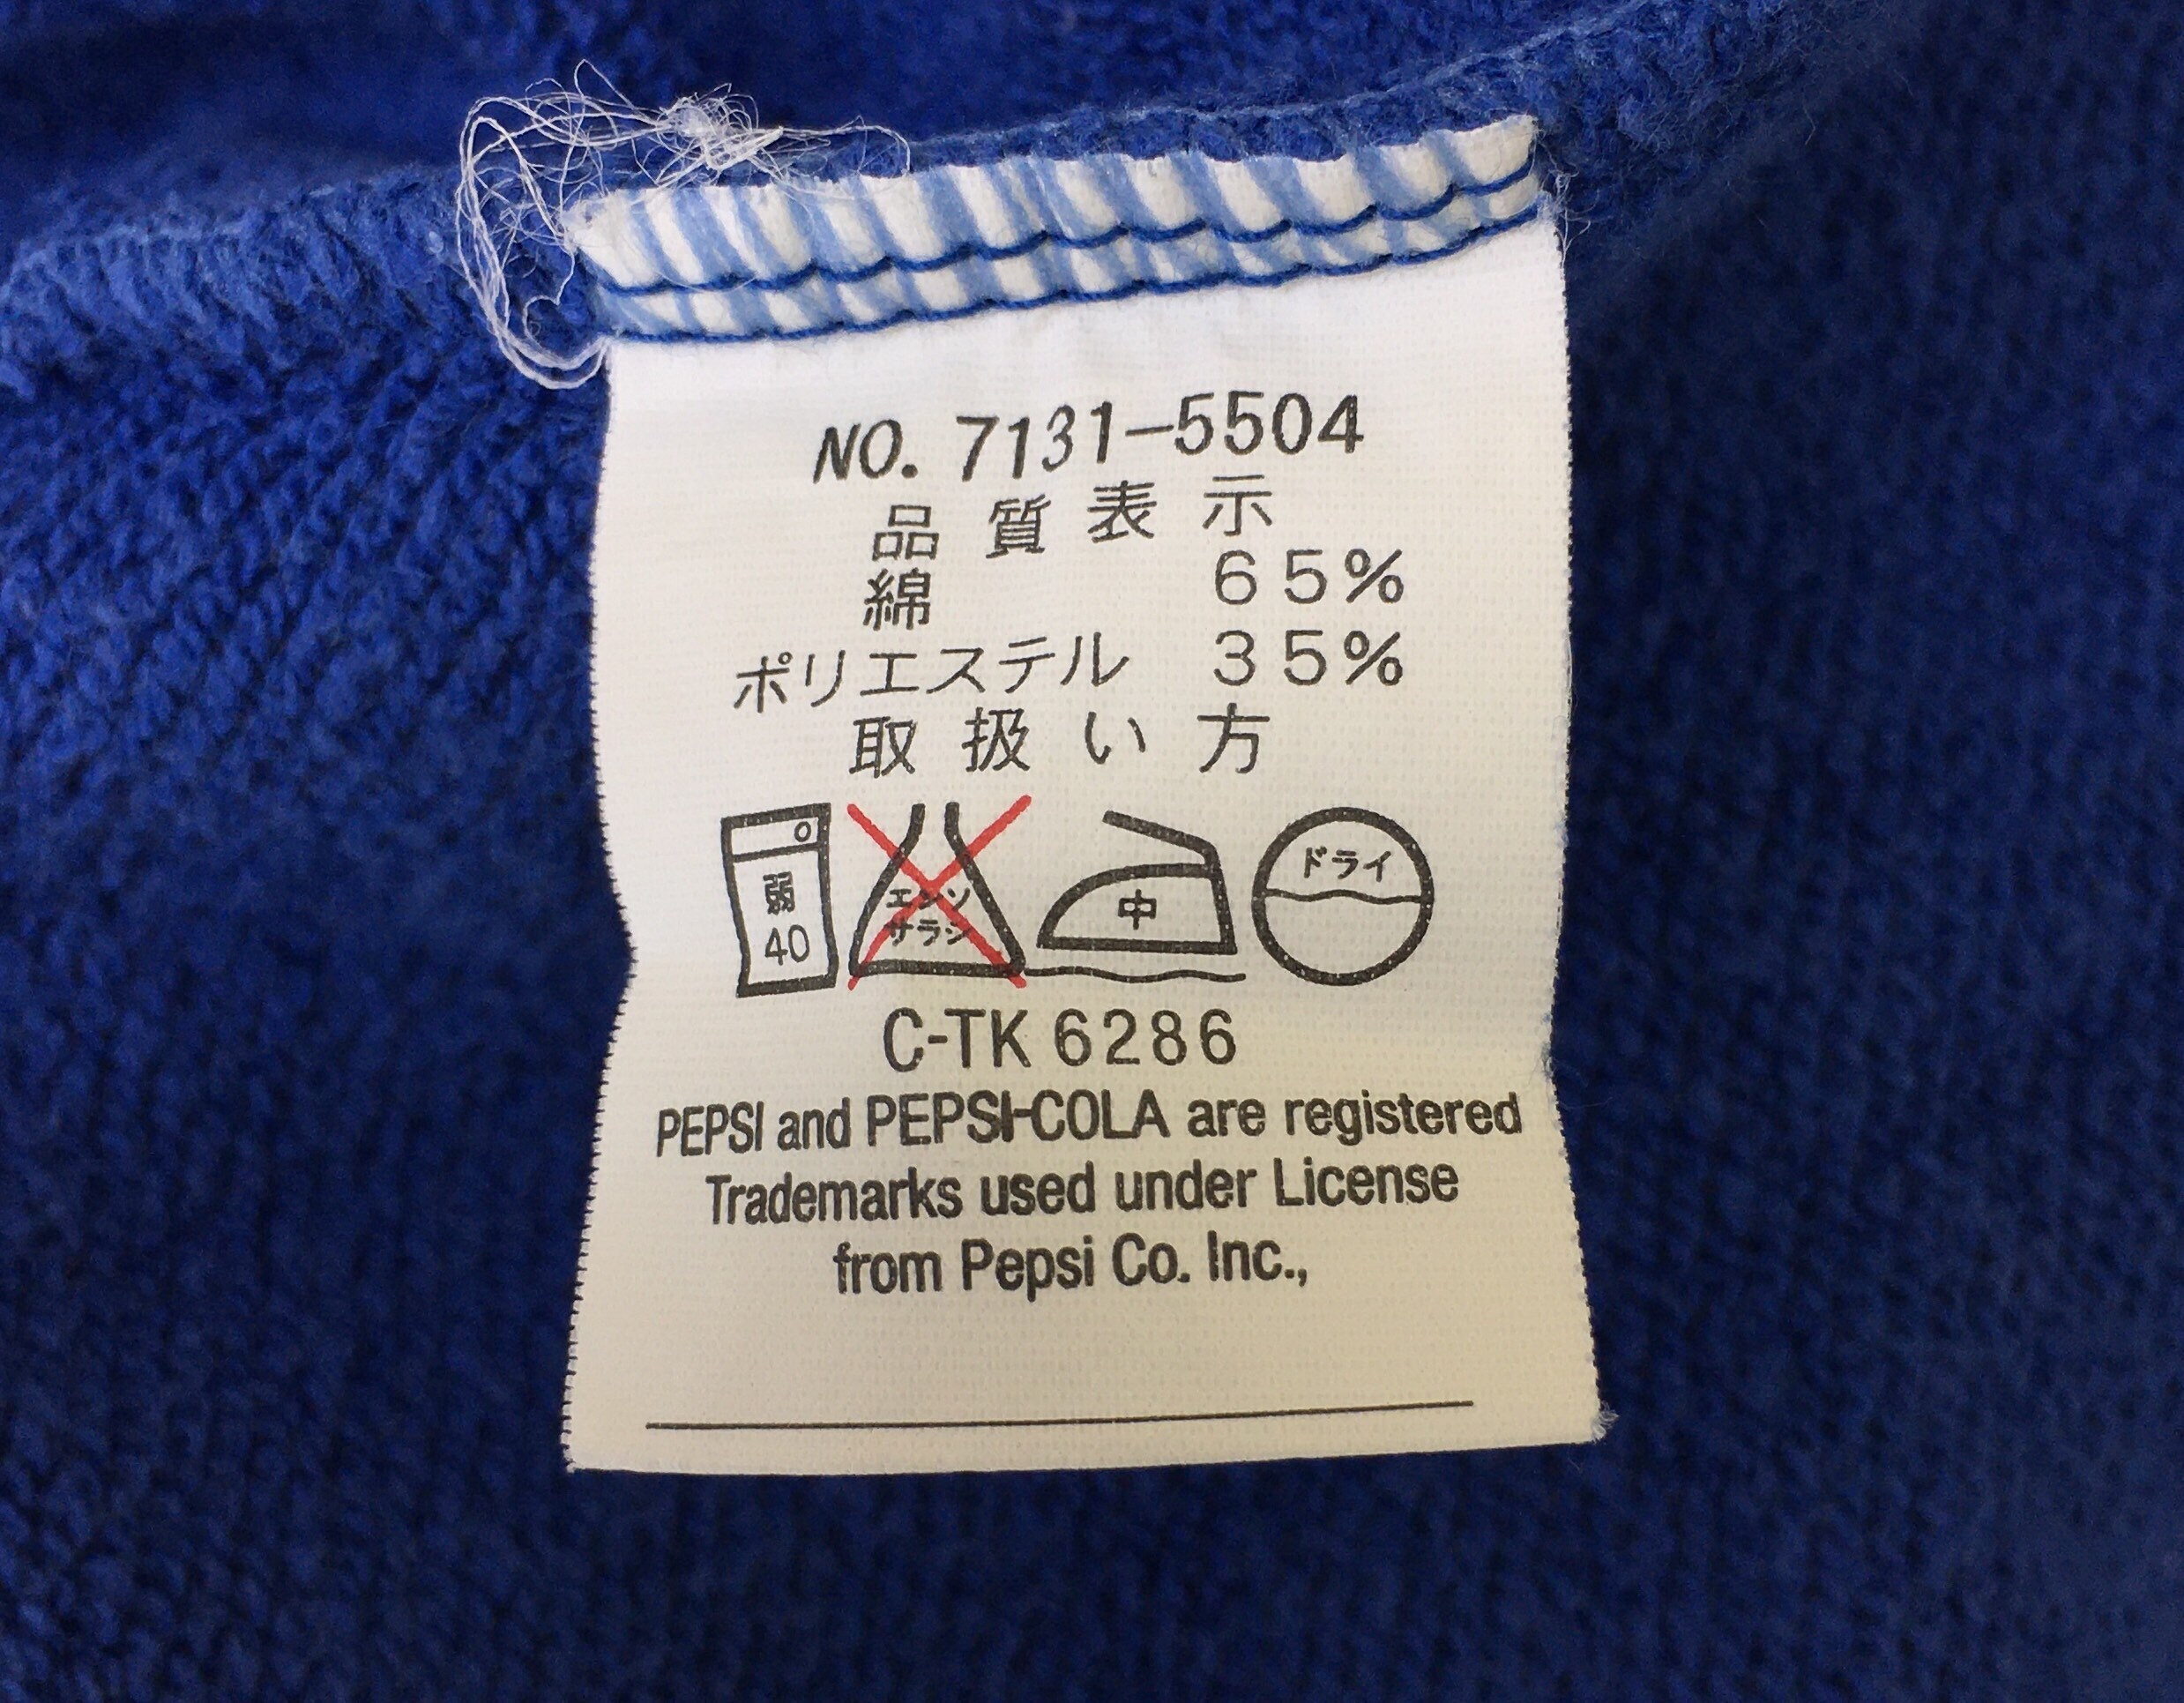 NO. 7131-5504
品質表示
綿 65%
ポリエステル 35%
取扱い方
弱
40
エンソ
サラシ
中
ドライ
C-TK 6286
PEPSI and PEPSI-COLA are registered
Trademarks used under License
from Pepsi Co. Inc.,